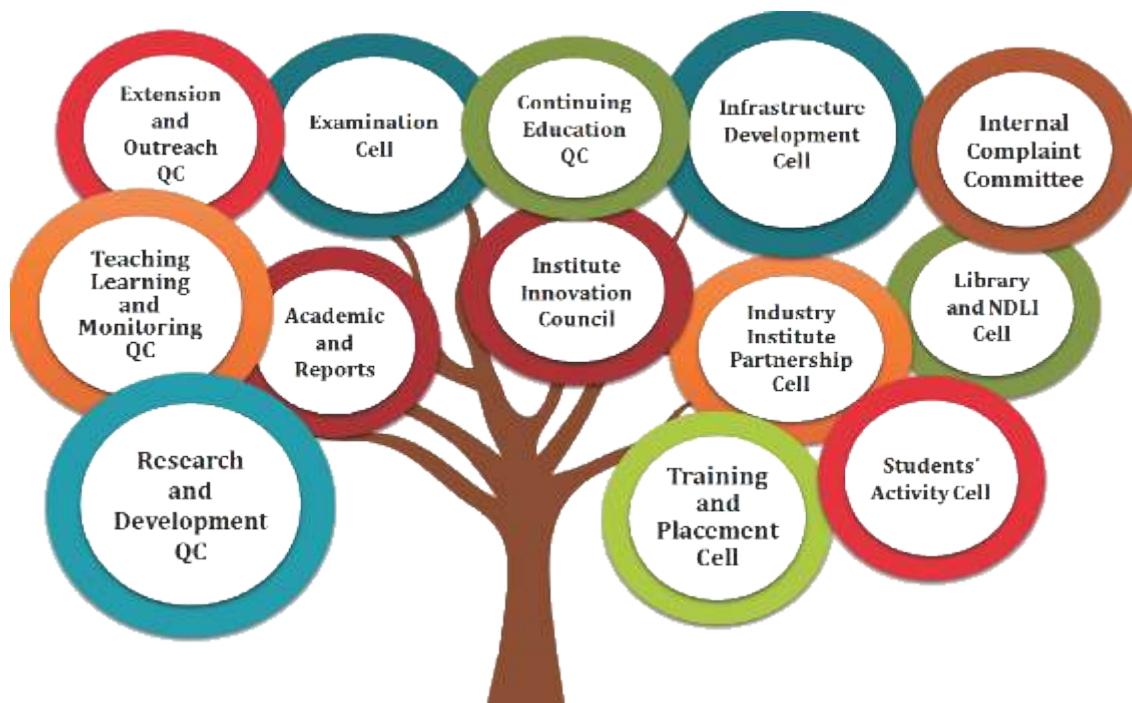 Extension
and
Outreach
QC
Examination
Cell
Continuing
Education
QC
Infrastructure
Development
Cell
Internal
Complaint
Committee
Teaching
Learning
and
Monitoring
QC
Academic
and
Reports
Institute
Innovation
Council
Industry
Institute
Partnership
Cell
Library
and NDLI
Cell
Research
and
Development
QC
Training
and
Placement
Cell
Students'
Activity Cell